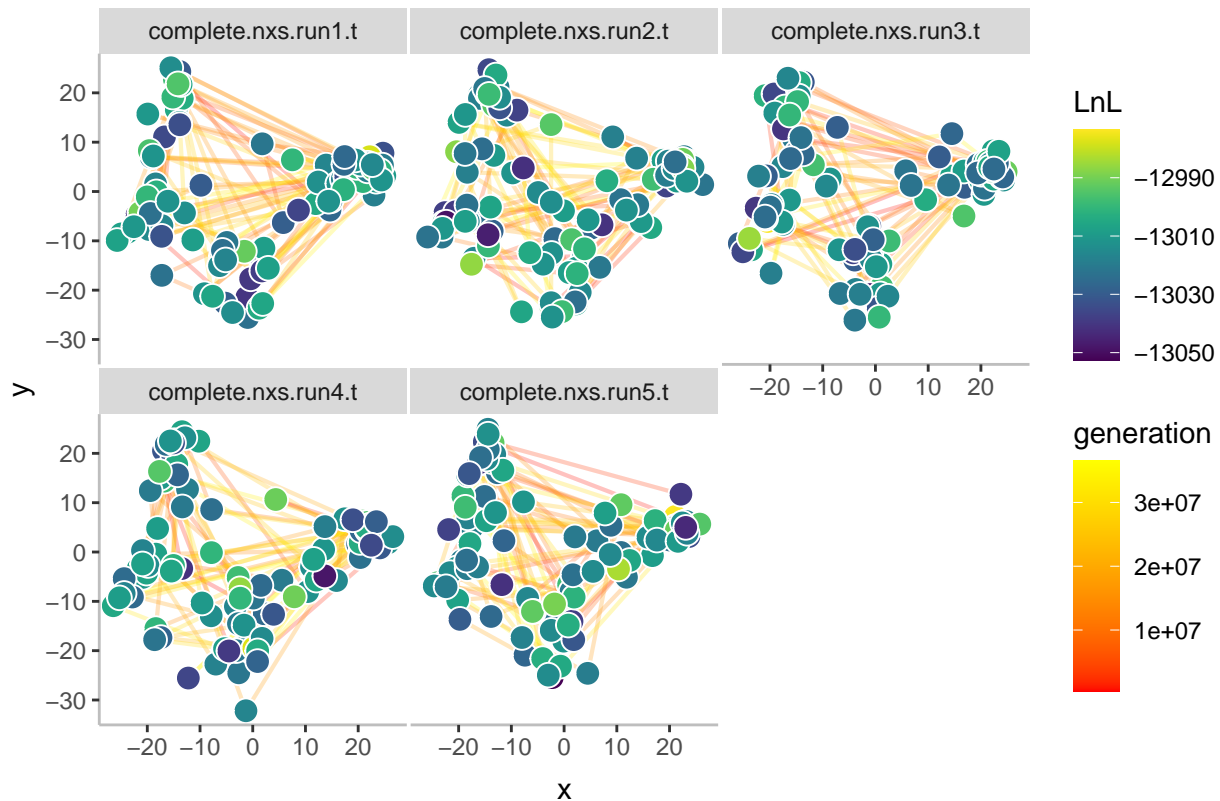 complete.nxs.run1.t complete.nxs.run2.t complete.nxs.run3.t
20
10
0
−10
−20
−30
−20 −10 0 10 20
complete.nxs.run4.t complete.nxs.run5.t
20
10
0
−10
−20
−30
−20 −10 0 10 20 −20 −10 0 10 20
x
y
LnL
−12990
−13010
−13030
−13050
generation
3e+07
2e+07
1e+07